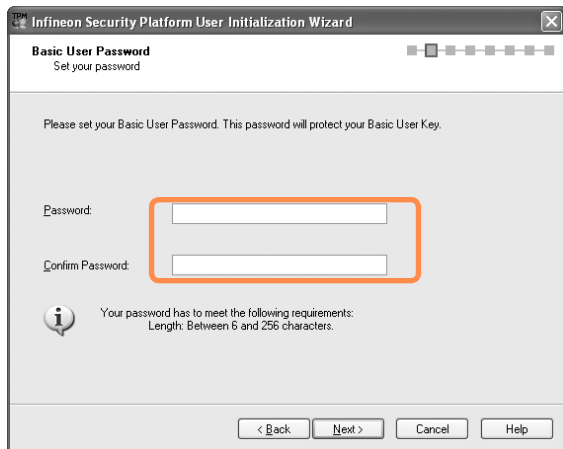 TPM Infineon Security Platform User Initialization Wizard
Basic User Password
Set your password
Please set your Basic User Password. This password will protect your Basic User Key.
Password:
Confirm Password:
Your password has to meet the following requirements:
Length: Between 6 and 256 characters.
< Back Next > Cancel Help